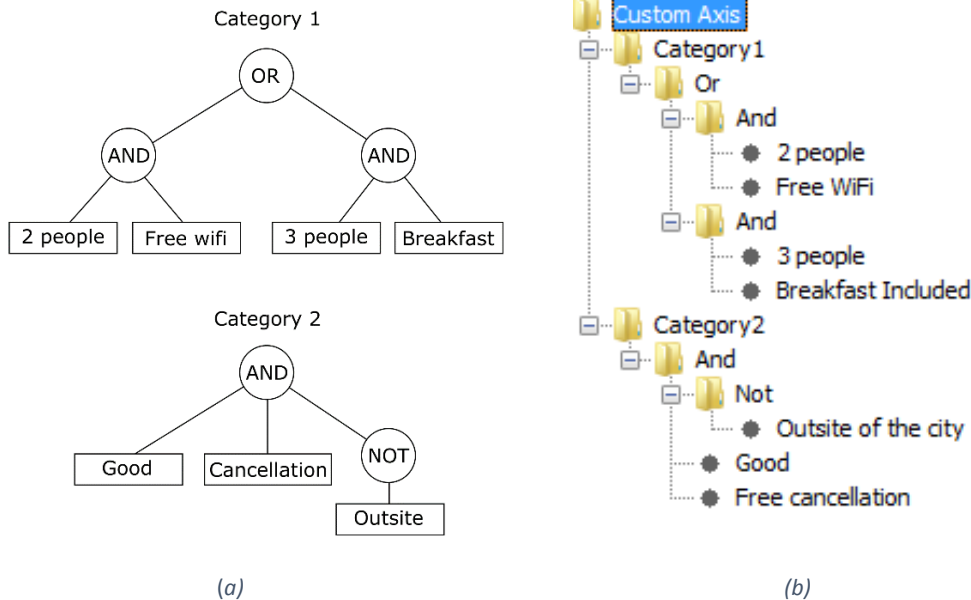 Category 1
OR
AND
AND
2 people
Free wifi
3 people
Breakfast
Category 2
AND
Good
Cancellation
NOT
Outsite
(a)
Custom Axis
Category1
Or
And
2 people
Free WiFi
And
3 people
Breakfast Included
Category2
And
Not
Outsite of the city
Good
Free cancellation
(b)